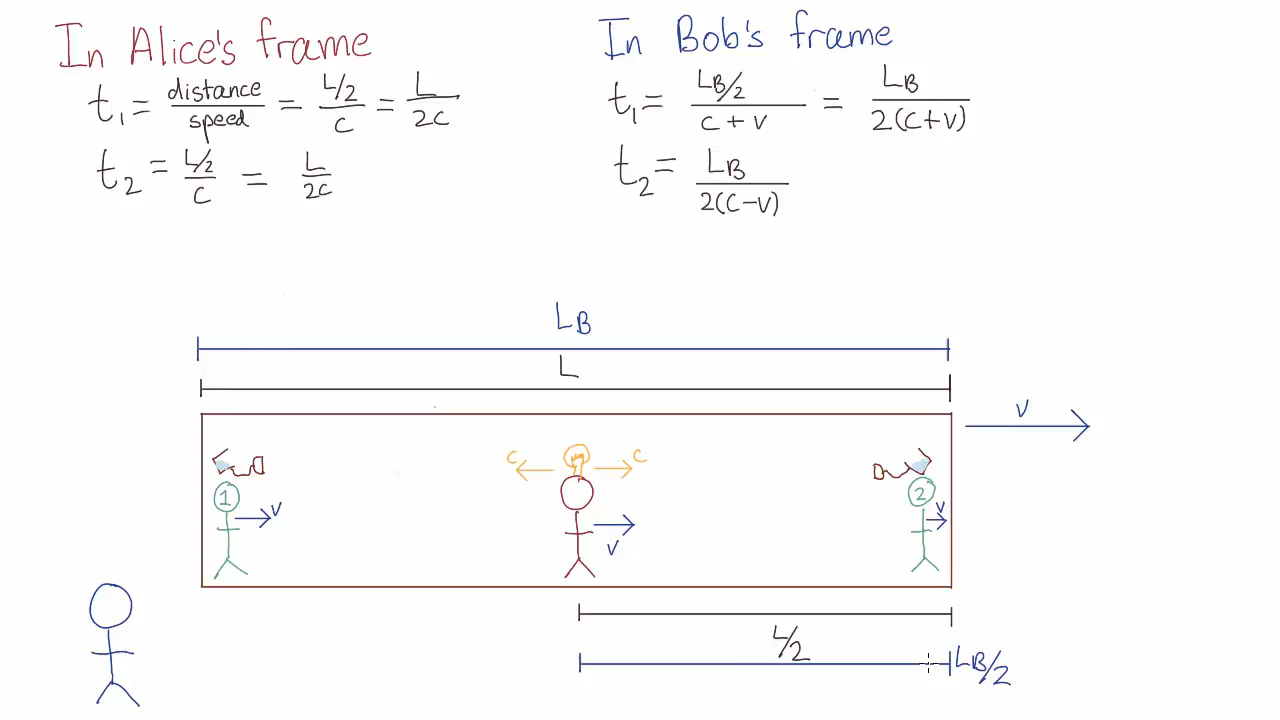 In Alice's frame
t₁ = distance/speed = L/2/c = L/2c
t₂ = L/2/c = L/2c
In Bob's frame
t₁ = LB/2/c + v = LB/2(c+v)
t₂ = LB/2(c-v)
LB
L
v
c c
1 2
v v v
L/2
LB/2